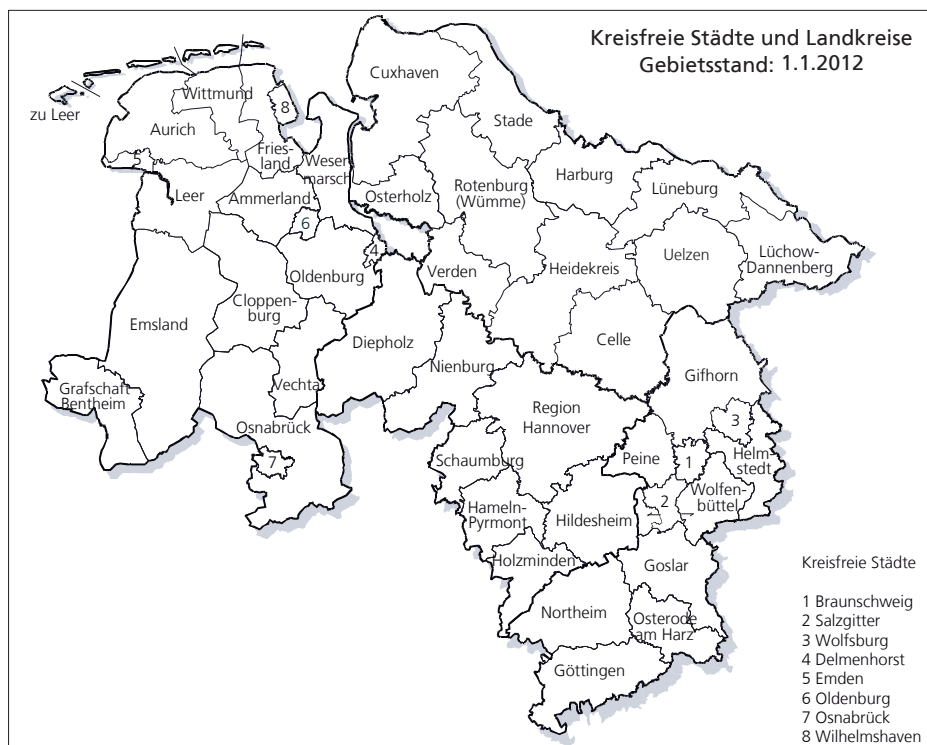 Kreisfreie Städte und Landkreise
Gebietsstand: 1.1.2012
Cuxhaven
Wittmund
8
zu Leer
Aurich
Stade
5
Fries-
land
Weser-
marsch
Harburg
Leer
Ammerland
Osterholz
Rotenburg
(Wümme)
Lüneburg
6
4
Oldenburg
Verden
Heidekreis
Uelzen
Lüchow-
Dannenberg
Cloppen-
burg
Emsland
Diepholz
Celle
Nienburg
Gifhorn
Grafschaft
Bentheim
Vechta
Region
Hannover
3
Osnabrück
7
Schaumburg
Peine
1
Helm-
stedt
Hameln-
Pyrmont
Hildesheim
2
Wolfen-
büttel
Holzminden
Goslar
Northeim
Osterode
am Harz
Göttingen
Kreisfreie Städte
1 Braunschweig
2 Salzgitter
3 Wolfsburg
4 Delmenhorst
5 Emden
6 Oldenburg
7 Osnabrück
8 Wilhelmshaven